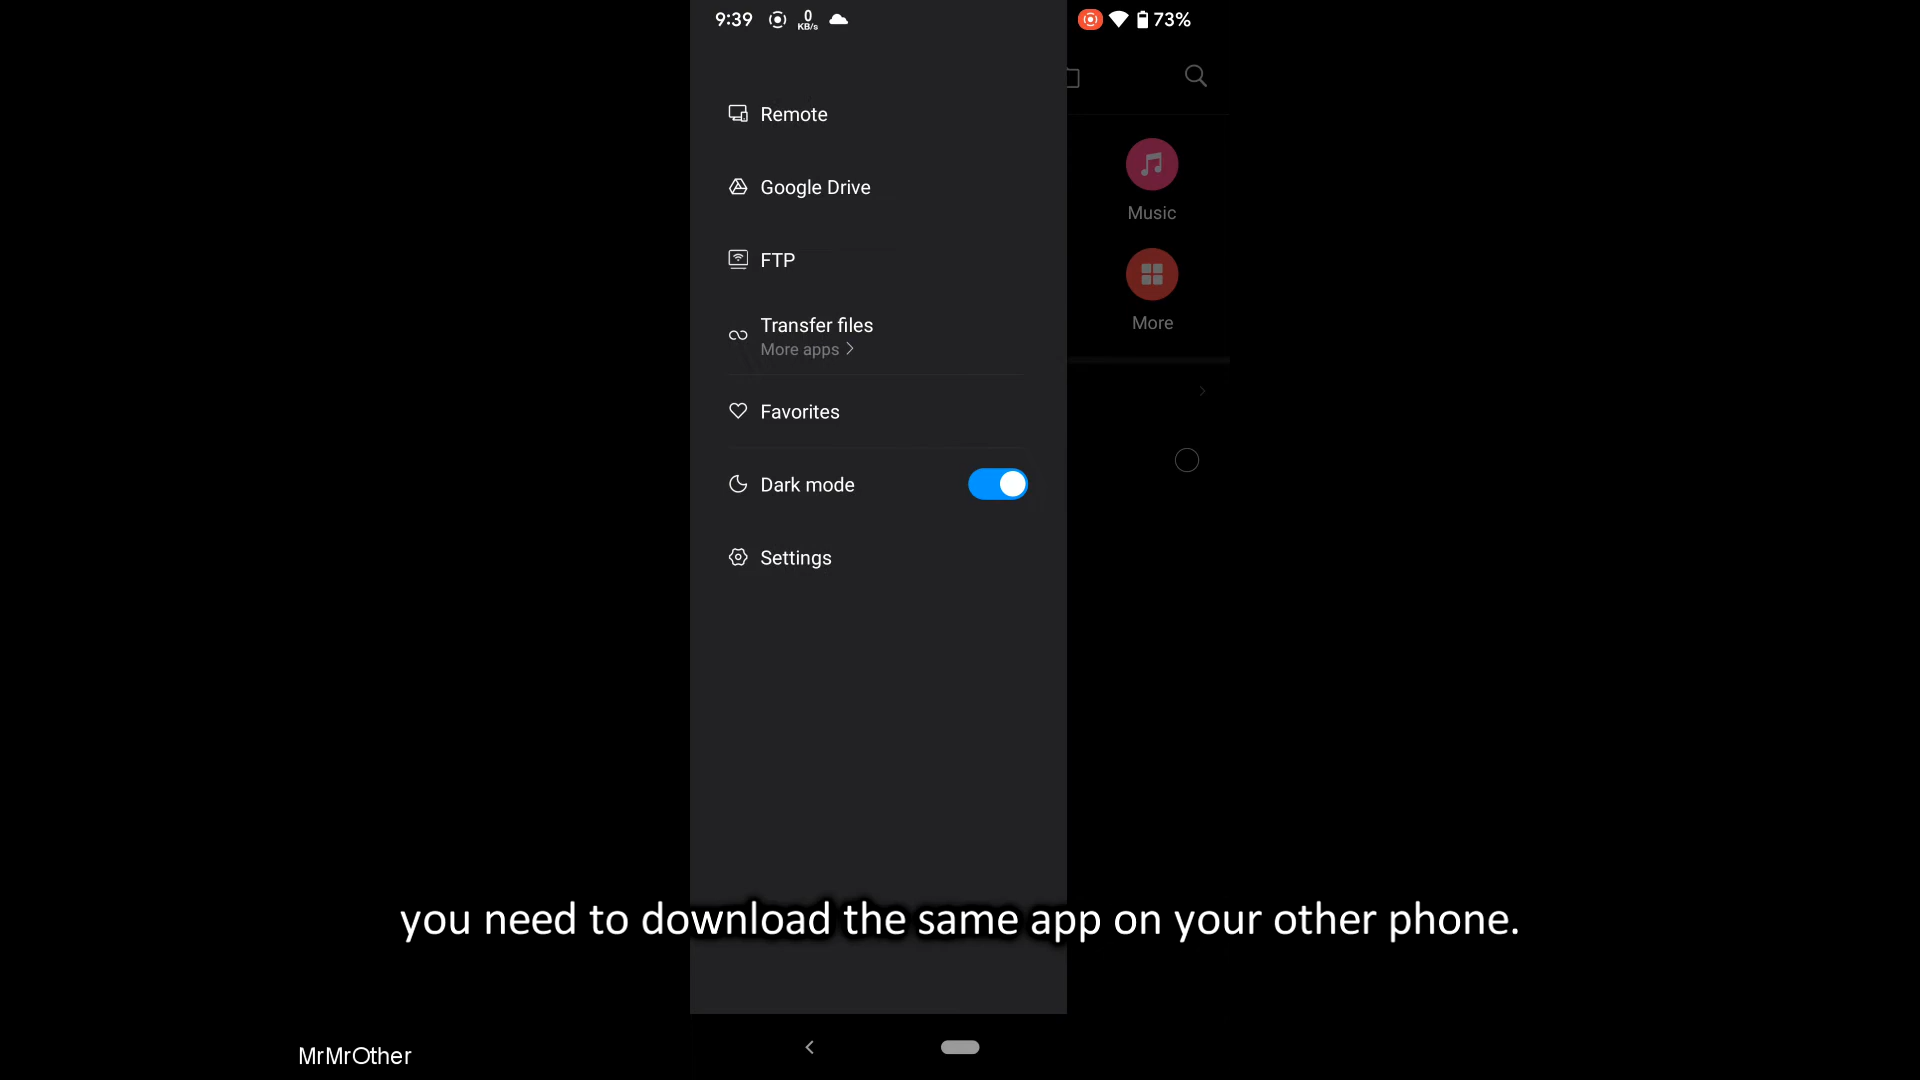 9:39
0
KB/s
73%
Remote
Google Drive
FTP
Transfer files
More apps
Favorites
Dark mode
Settings
Music
More
you need to download the same app on your other phone.
MrMrOther